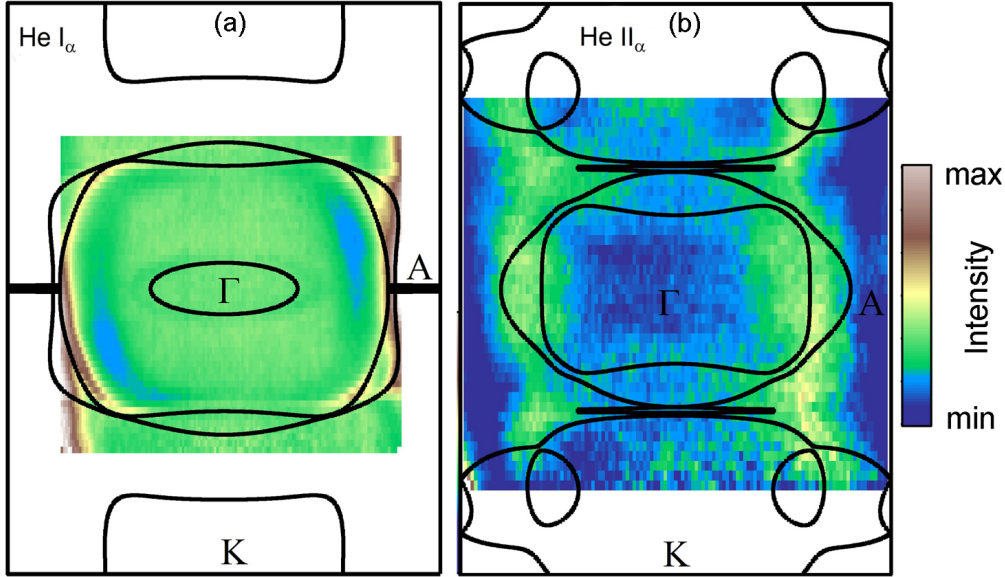 He Iα
(a)
Γ
A
K
He IIα
(b)
Γ
A
K
max
Intensity
min